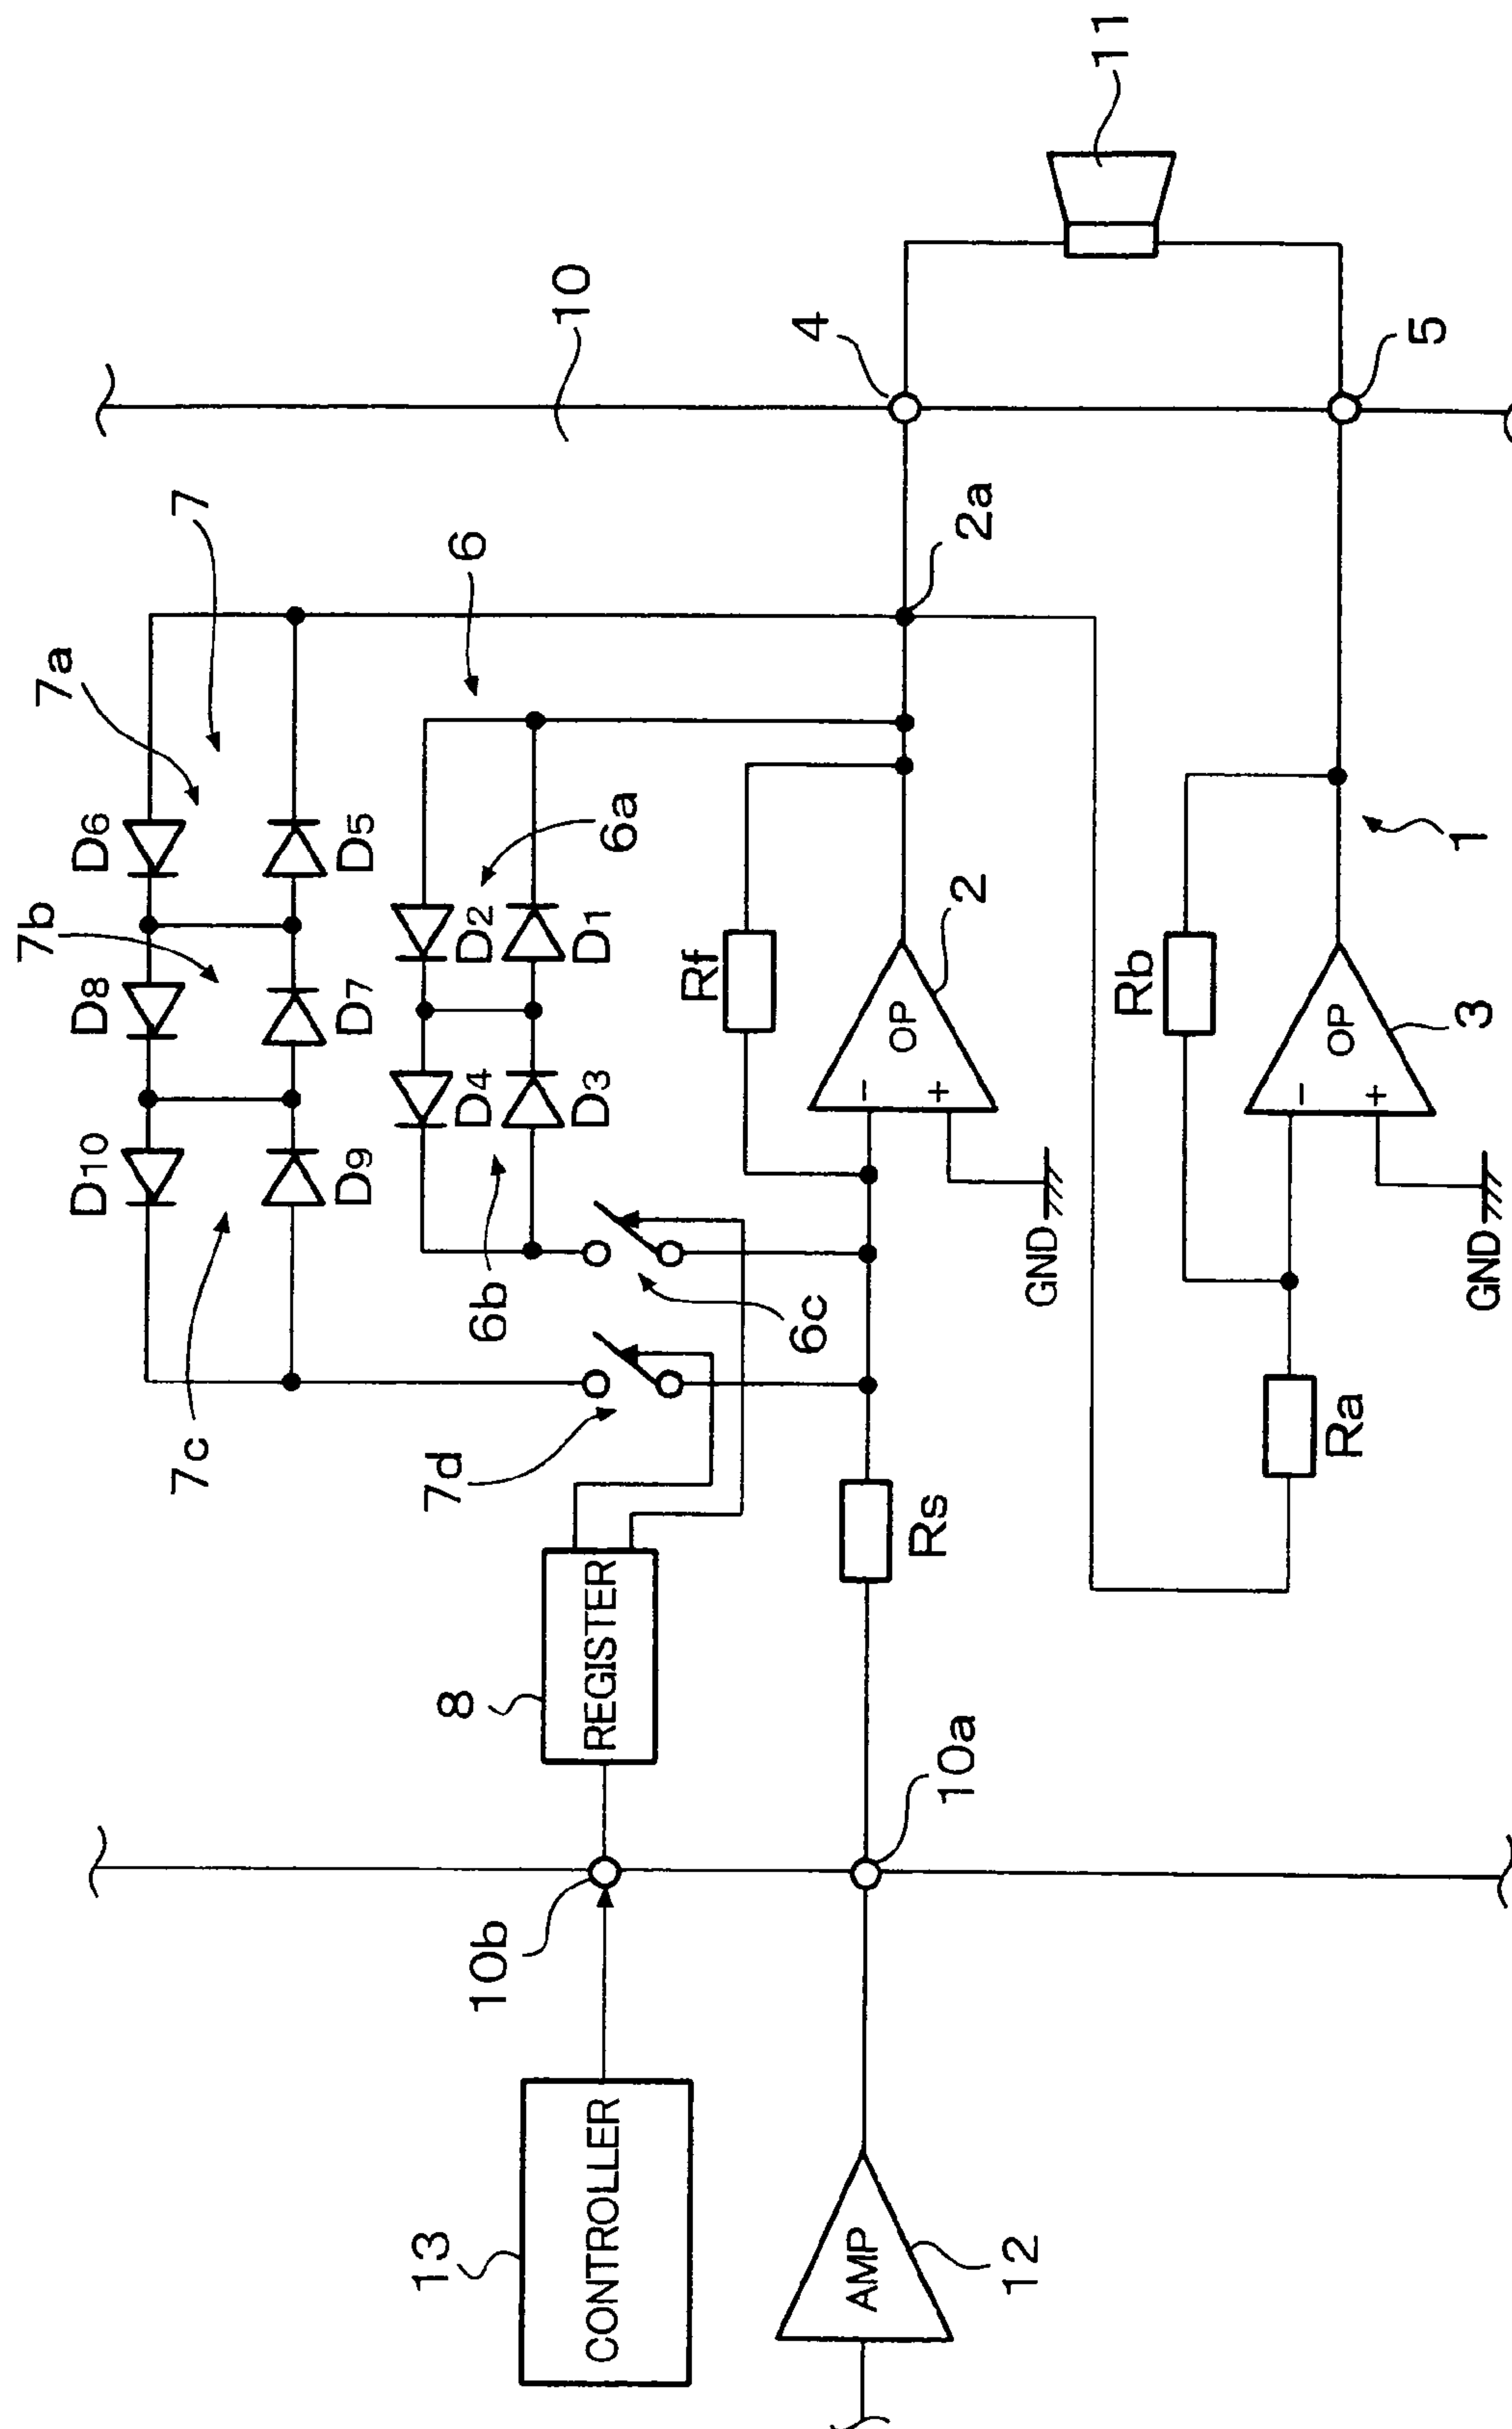 13
CONTROLLER
10b
8
REGISTER
12
AMP
10a
Rs
7
7a
7b
7c
7d
D6
D8
D10
D5
D7
D9
6
6a
6b
6c
D2
D4
D1
D3
Rf
OP
-
+
2
2a
GND
Ra
Rb
OP
-
+
3
GND
1
10
4
5
11